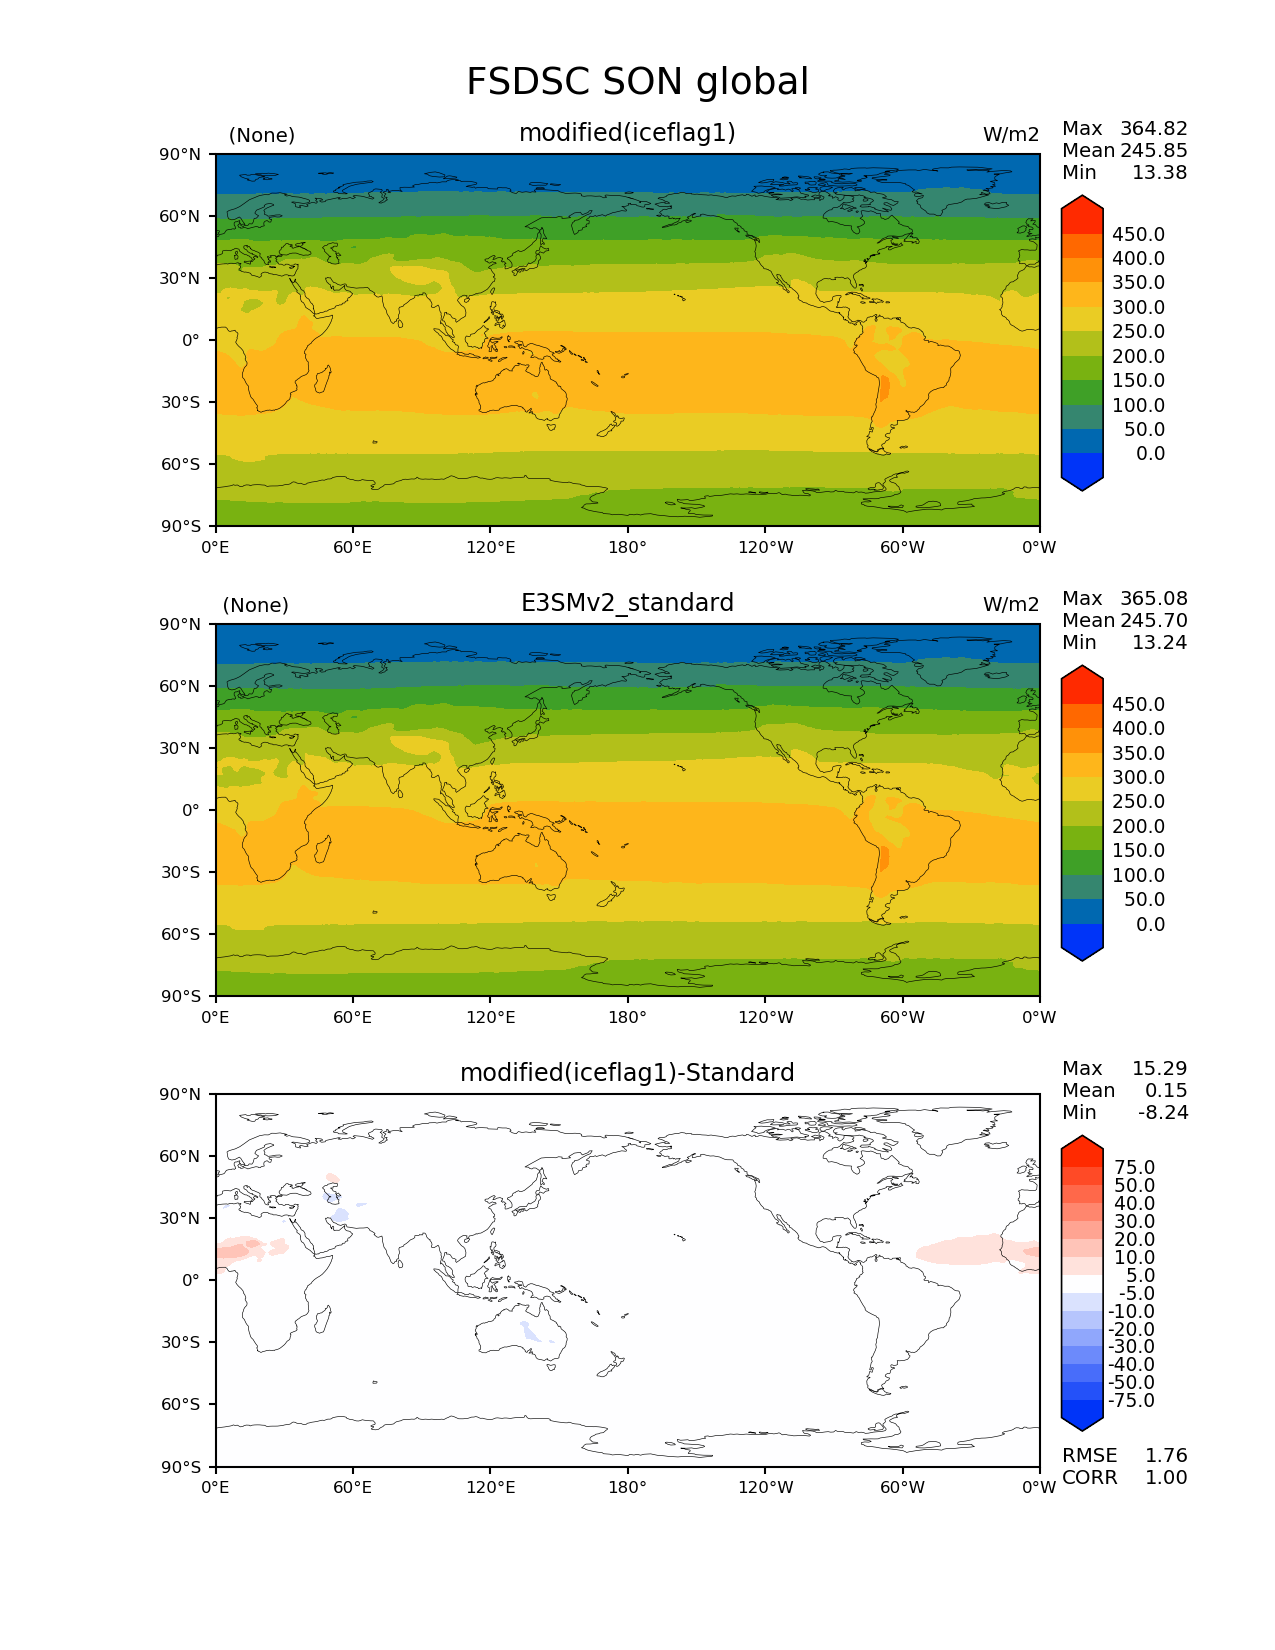 FSDSC SON global
(None) modified(iceflag1) W/m2
Max 364.82
Mean 245.85
Min 13.38
90°N
60°N
30°N
0°
30°S
60°S
90°S
0°E 60°E 120°E 180° 120°W 60°W 0°W
450.0
400.0
350.0
300.0
250.0
200.0
150.0
100.0
50.0
0.0
(None) E3SMv2_standard W/m2
Max 365.08
Mean 245.70
Min 13.24
90°N
60°N
30°N
0°
30°S
60°S
90°S
0°E 60°E 120°E 180° 120°W 60°W 0°W
450.0
400.0
350.0
300.0
250.0
200.0
150.0
100.0
50.0
0.0
modified(iceflag1)-Standard
Max 15.29
Mean 0.15
Min -8.24
90°N
60°N
30°N
0°
30°S
60°S
90°S
0°E 60°E 120°E 180° 120°W 60°W 0°W
75.0
50.0
40.0
30.0
20.0
10.0
5.0
-5.0
-10.0
-20.0
-30.0
-40.0
-50.0
-75.0
RMSE 1.76
CORR 1.00